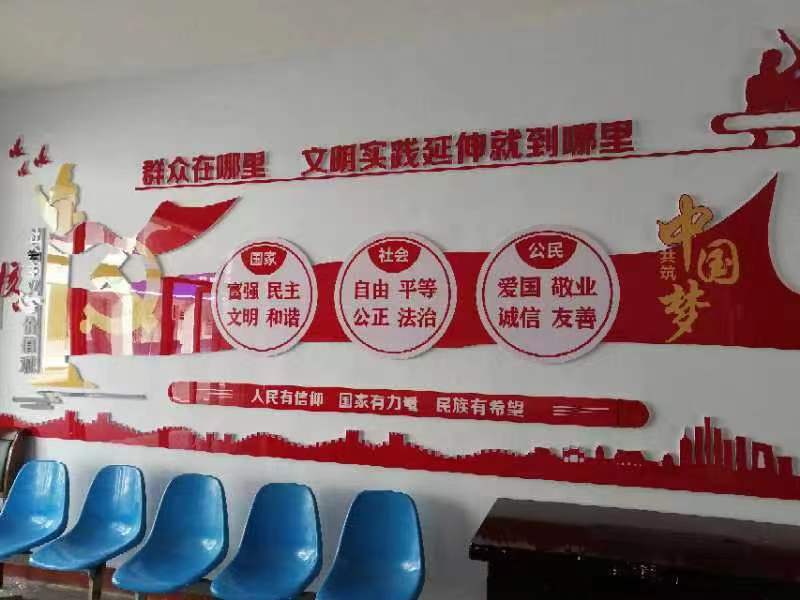 群众在哪里 文明实践延伸就到哪里
国家
富强 民主
文明 和谐
社会
自由 平等
公正 法治
公民
爱国 敬业
诚信 友善
共筑
中国梦
人民有信仰 国家有力量 民族有希望